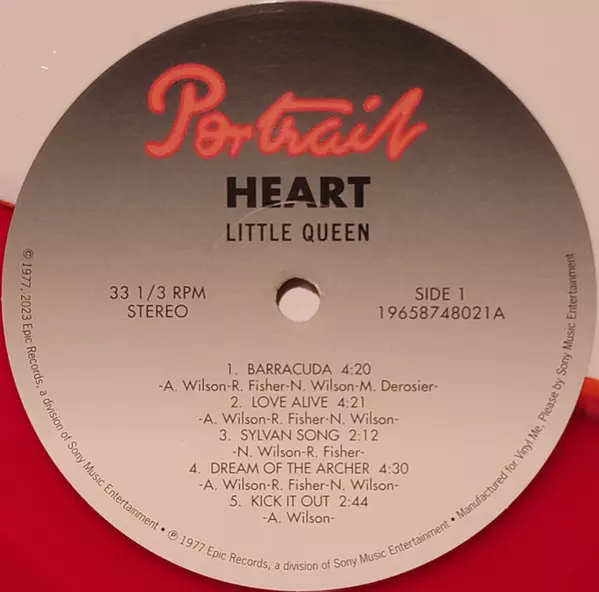 Portrait
HEART
LITTLE QUEEN
33 1/3 RPM
STEREO
SIDE 1
19658748021A
1. BARRACUDA 4:20
-A. Wilson-R. Fisher-N. Wilson-M. Derosier-
2. LOVE ALIVE 4:21
-A. Wilson-R. Fisher-N. Wilson-
3. SYLVAN SONG 2:12
-N. Wilson-R. Fisher-
4. DREAM OF THE ARCHER 4:30
-A. Wilson-R. Fisher-N. Wilson-
5. KICK IT OUT 2:44
-A. Wilson-
© 1977, 2023 Epic Records, a division of Sony Music Entertainment • ℗ 1977 Epic Records, a division of Sony Music Entertainment • Manufactured for Vinyl Me, Please by Sony Music Entertainment